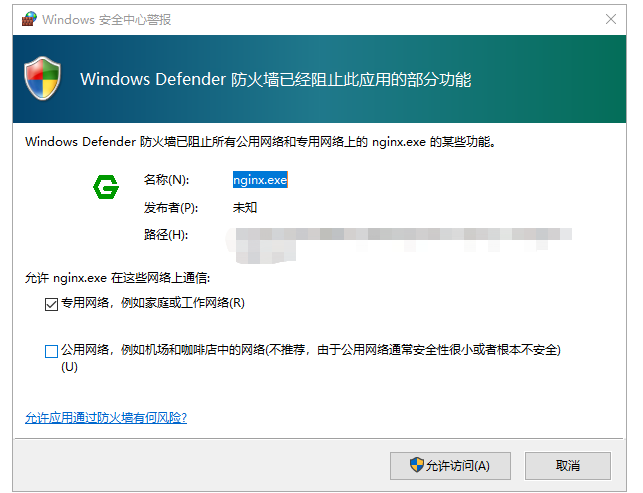 Windows 安全中心警报
Windows Defender 防火墙已经阻止此应用的部分功能
Windows Defender 防火墙已阻止所有公用网络和专用网络上的 nginx.exe 的某些功能。
名称(N): nginx.exe
发布者(P): 未知
路径(H):
允许 nginx.exe 在这些网络上通信:
专用网络，例如家庭或工作网络(R)
公用网络，例如机场和咖啡店中的网络(不推荐，由于公用网络通常安全性很小或者根本不安全)
(U)
允许应用通过防火墙有何风险?
允许访问(A) 取消